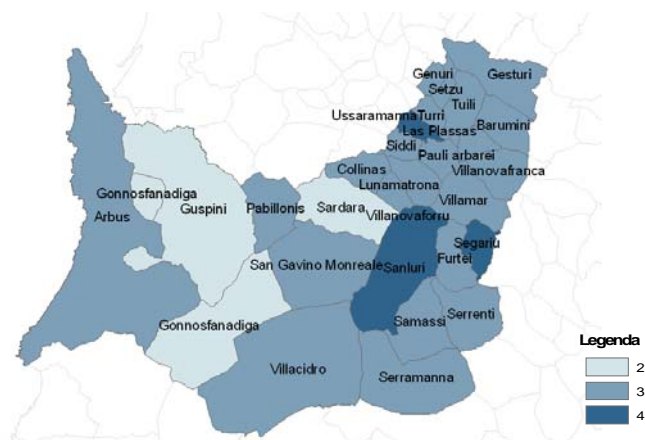 Genuri
Gesturi
Setzu
Tuili
Ussaramanna
Turri
Las Plassas
Barumini
Siddi
Pauli arbarei
Collinas
Villanovafranca
Lunamatrona
Gonnosfanadiga
Arbus
Guspini
Pabillonis
Sardara
Villamar
Villanovaforru
Segariu
Furtei
San Gavino Monreale
Sanluri
Gonnosfanadiga
Samassi
Serrenti
Villacidro
Serramanna
Legenda
2
3
4